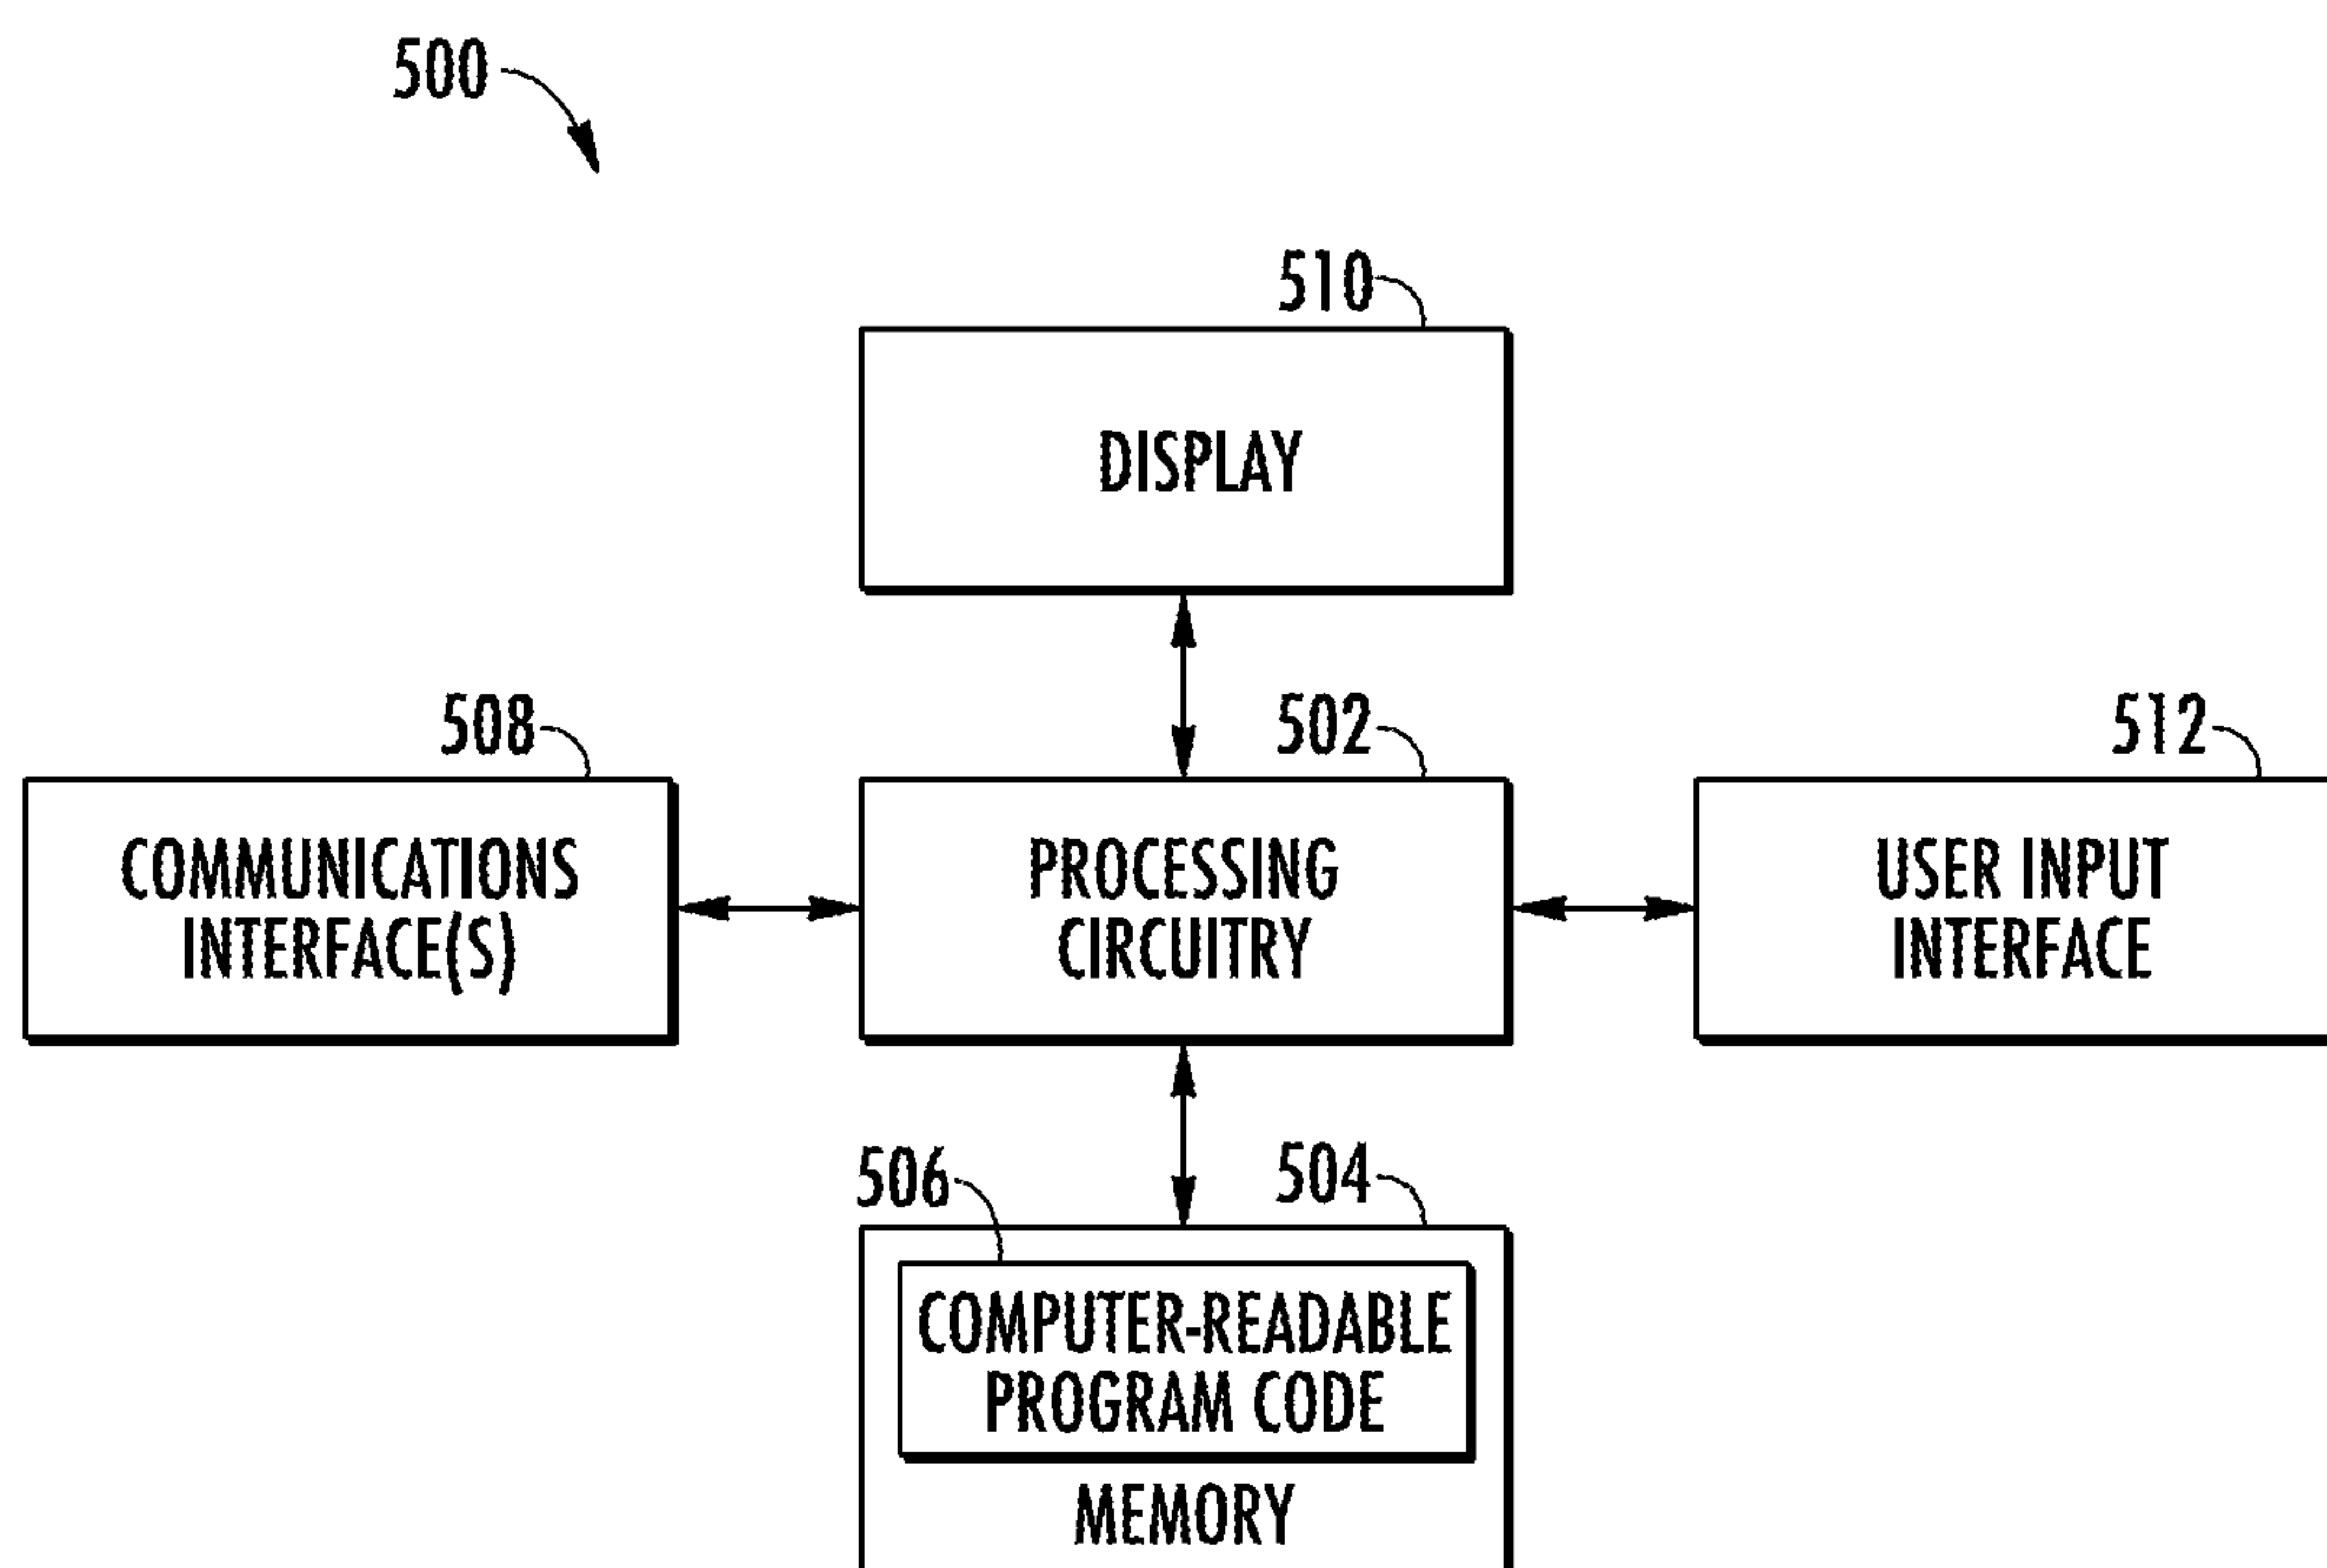 500
510
DISPLAY
508
502
512
COMMUNICATIONS
INTERFACE(S)
PROCESSING
CIRCUITRY
USER INPUT
INTERFACE
506
504
COMPUTER-READABLE
PROGRAM CODE
MEMORY